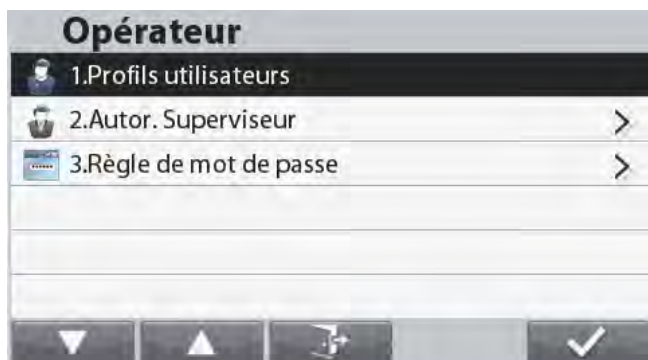 Opérateur
1.Profils utilisateurs
2.Autor. Superviseur
3.Règle de mot de passe